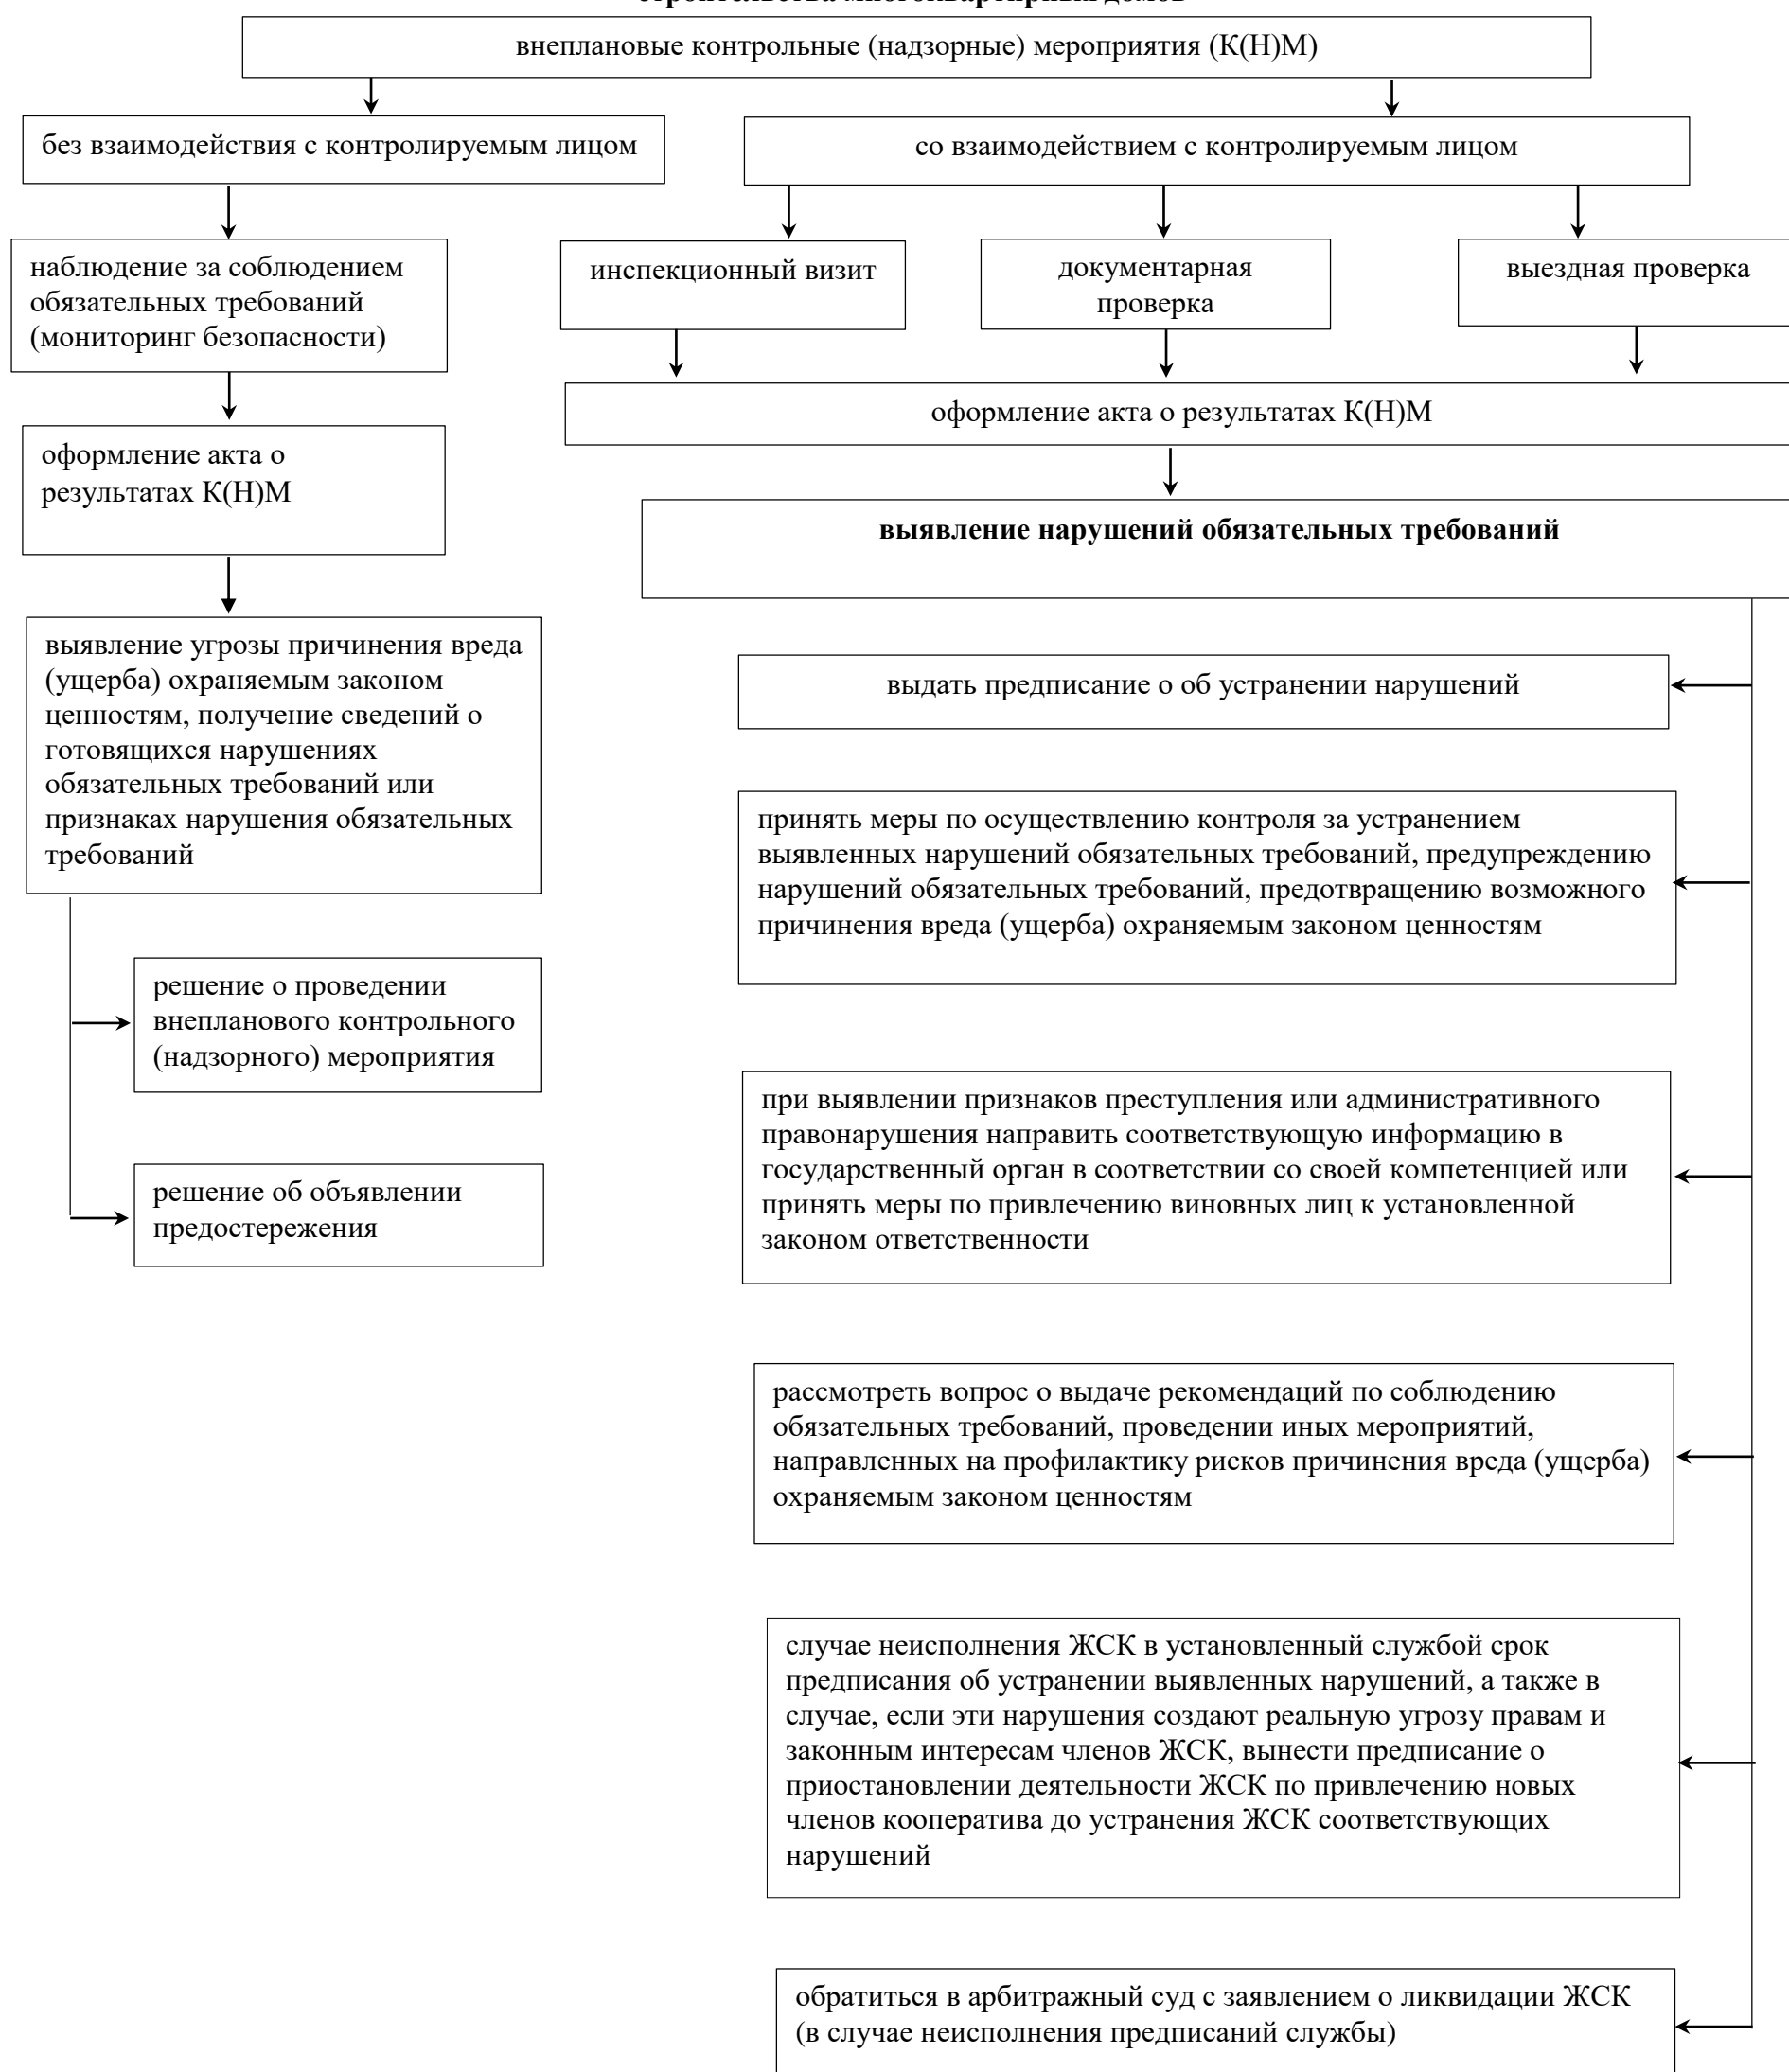 строительства многоквартирных домов
внеплановые контрольные (надзорные) мероприятия (К(Н)М)
без взаимодействия с контролируемым лицом
со взаимодействием с контролируемым лицом
наблюдение за соблюдением
обязательных требований
(мониторинг безопасности)
инспекционный визит
документарная
проверка
выездная проверка
оформление акта о результатах К(Н)М
оформление акта о
результатах К(Н)М
выявление нарушений обязательных требований
выявление угрозы причинения вреда
(ущерба) охраняемым законом
ценностям, получение сведений о
готовящихся нарушениях
обязательных требований или
признаках нарушения обязательных
требований
решение о проведении
внепланового контрольного
(надзорного) мероприятия
решение об объявлении
предостережения
выдать предписание о об устранении нарушений
принять меры по осуществлению контроля за устранением
выявленных нарушений обязательных требований, предупреждению
нарушений обязательных требований, предотвращению возможного
причинения вреда (ущерба) охраняемым законом ценностям
при выявлении признаков преступления или административного
правонарушения направить соответствующую информацию в
государственный орган в соответствии со своей компетенцией или
принять меры по привлечению виновных лиц к установленной
законом ответственности
рассмотреть вопрос о выдаче рекомендаций по соблюдению
обязательных требований, проведении иных мероприятий,
направленных на профилактику рисков причинения вреда (ущерба)
охраняемым законом ценностям
случае неисполнения ЖСК в установленный службой срок
предписания об устранении выявленных нарушений, а также в
случае, если эти нарушения создают реальную угрозу правам и
законным интересам членов ЖСК, вынести предписание о
приостановлении деятельности ЖСК по привлечению новых
членов кооператива до устранения ЖСК соответствующих
нарушений
обратиться в арбитражный суд с заявлением о ликвидации ЖСК
(в случае неисполнения предписаний службы)